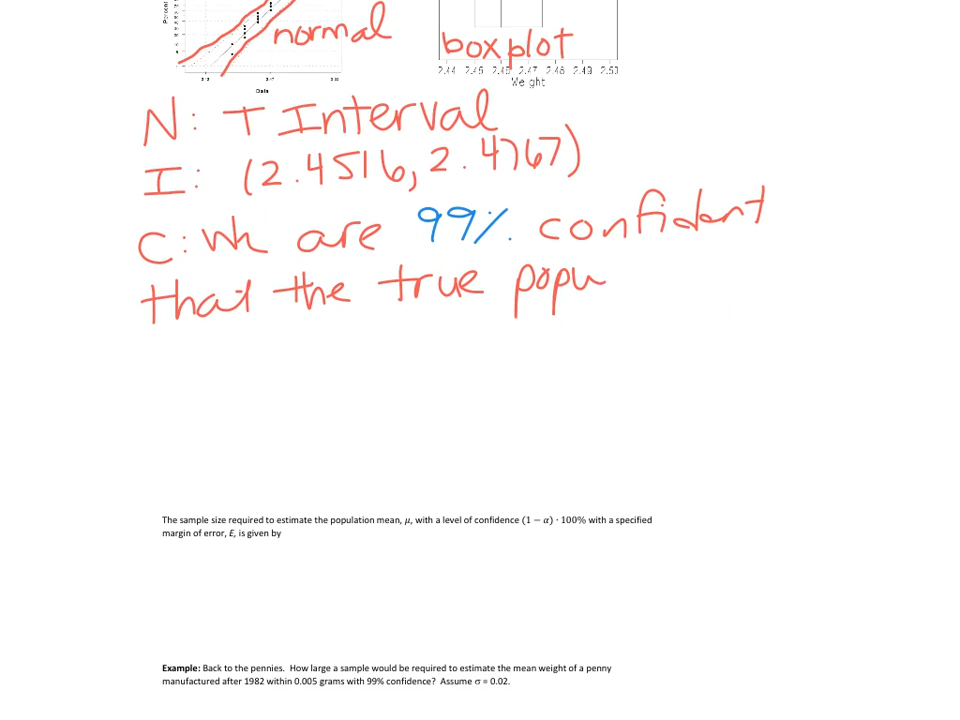 normal
boxplot
2.44 2.45 2.46 2.47 2.48 2.49 2.50
Weight
Data
N: T Interval
I: (2.4516, 2.4767)
C: We are 99% confident
that the true popu
The sample size required to estimate the population mean, μ, with a level of confidence (1 − α) · 100% with a specified
margin of error, E, is given by
Example: Back to the pennies. How large a sample would be required to estimate the mean weight of a penny
manufactured after 1982 within 0.005 grams with 99% confidence? Assume σ = 0.02.